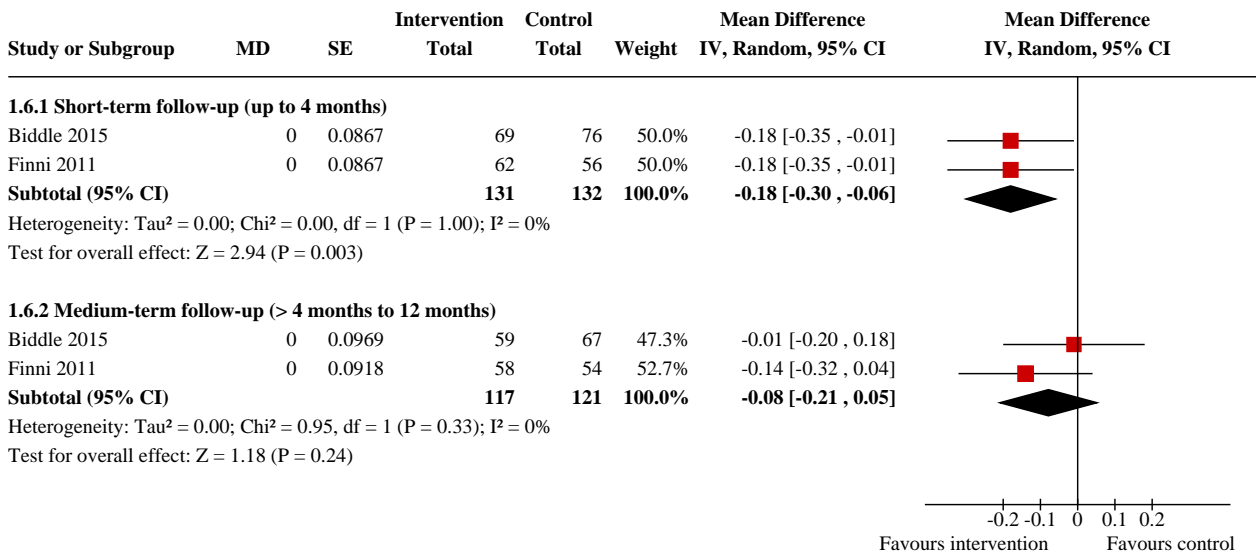 Intervention Control Mean Difference Mean Difference
Study or Subgroup MD SE Total Total Weight IV, Random, 95% CI IV, Random, 95% CI
1.6.1 Short-term follow-up (up to 4 months)
Biddle 2015 0 0.0867 69 76 50.0% -0.18 [-0.35 , -0.01]
Finni 2011 0 0.0867 62 56 50.0% -0.18 [-0.35 , -0.01]
Subtotal (95% CI) 131 132 100.0% -0.18 [-0.30 , -0.06]
Heterogeneity: Tau² = 0.00; Chi² = 0.00, df = 1 (P = 1.00); I² = 0%
Test for overall effect: Z = 2.94 (P = 0.003)
1.6.2 Medium-term follow-up (> 4 months to 12 months)
Biddle 2015 0 0.0969 59 67 47.3% -0.01 [-0.20 , 0.18]
Finni 2011 0 0.0918 58 54 52.7% -0.14 [-0.32 , 0.04]
Subtotal (95% CI) 117 121 100.0% -0.08 [-0.21 , 0.05]
Heterogeneity: Tau² = 0.00; Chi² = 0.95, df = 1 (P = 0.33); I² = 0%
Test for overall effect: Z = 1.18 (P = 0.24)
-0.2 -0.1 0 0.1 0.2
Favours intervention Favours control